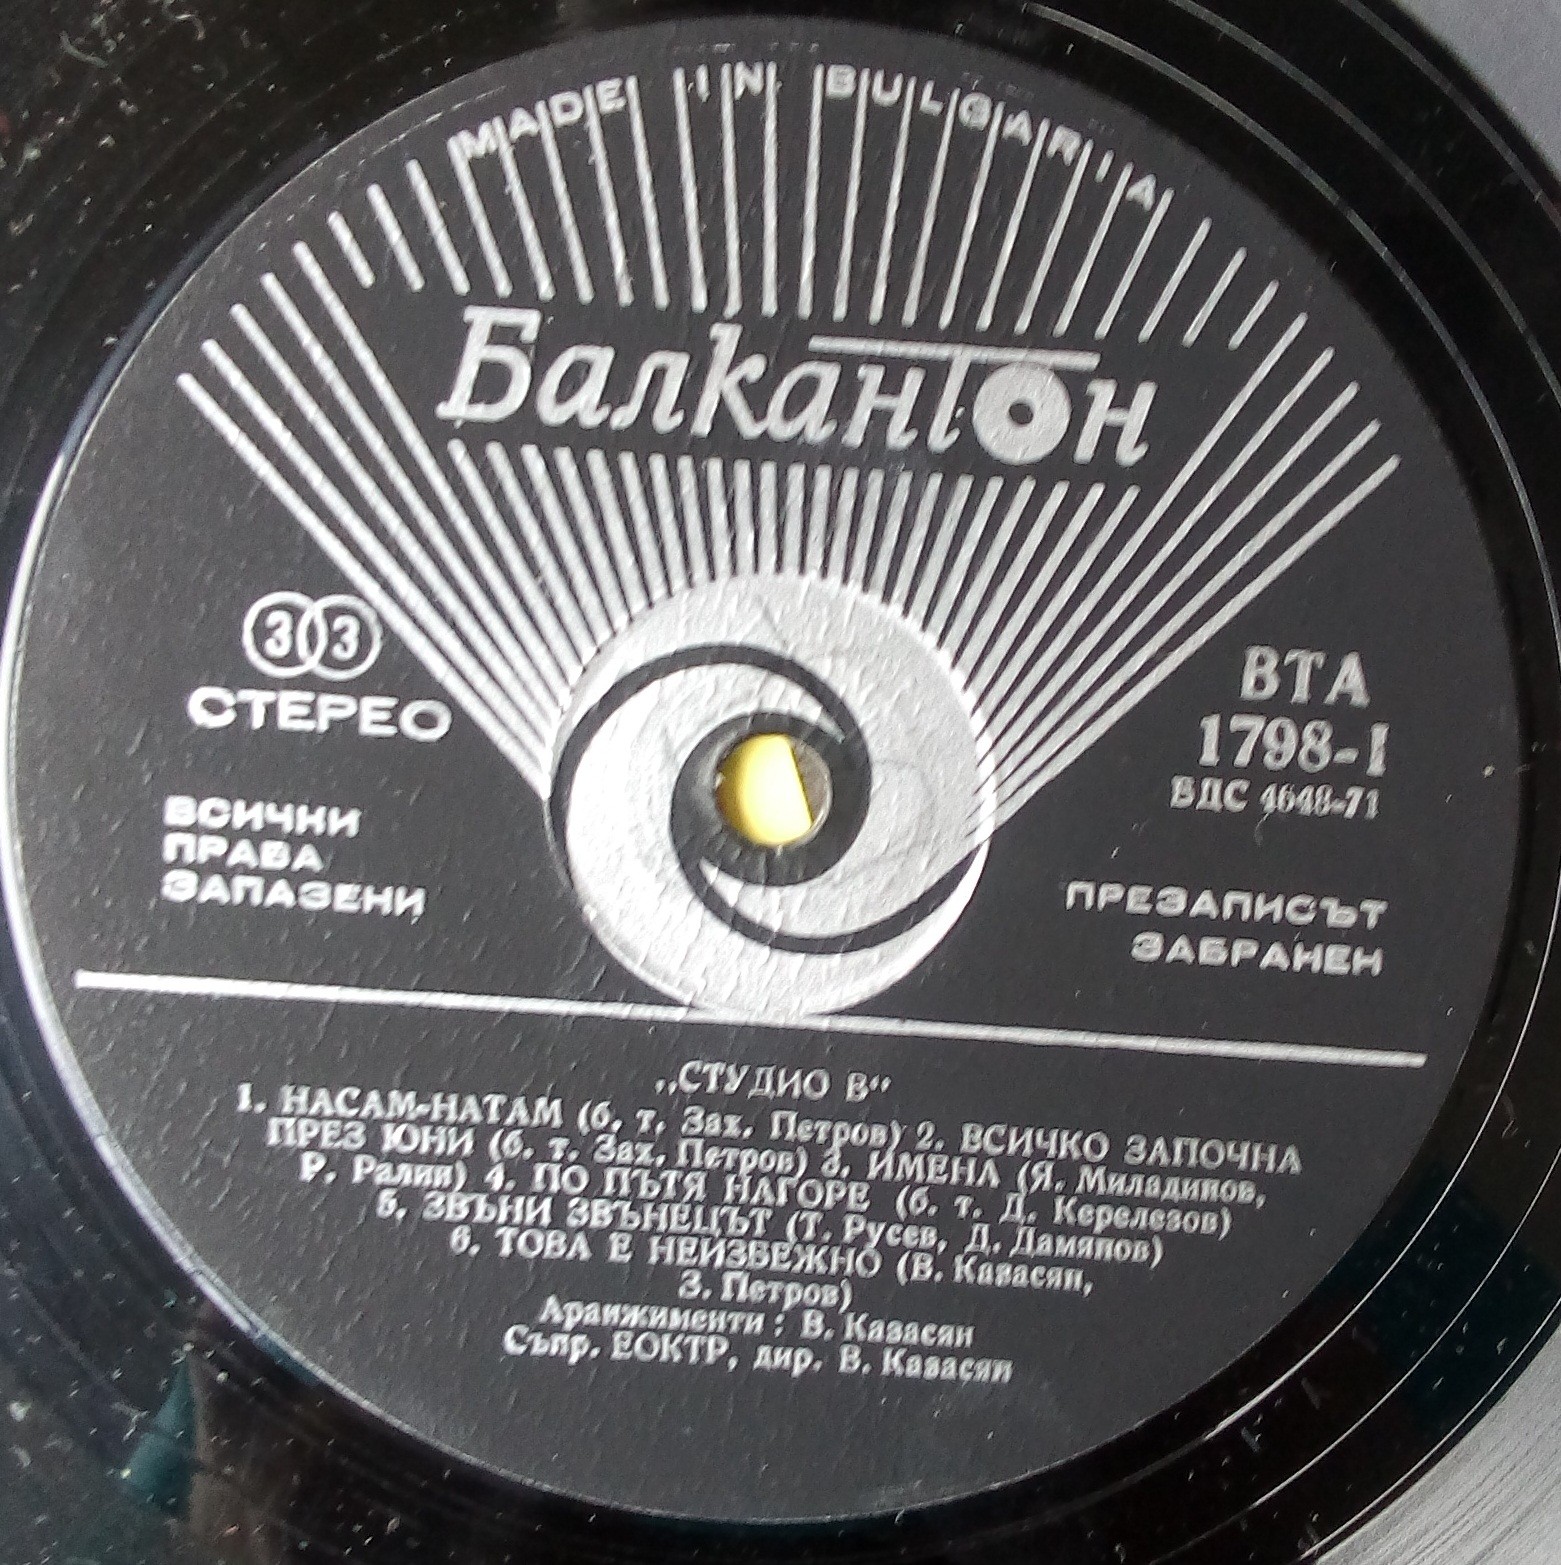 MADE IN BULGARIA
Балкантон
33
СТЕРЕО
ВСИЧКИ
ПРАВА
ЗАПАЗЕНИ
ВТА
1798-I
ВДС 4648-71
ПРЕЗАПИСЪТ
ЗАБРАНЕН
„СТУДИО В“
1. НАСАМ-НАТАМ (б. т. Зах. Петров) 2. ВСИЧКО ЗАПОЧНА
ПРЕЗ ЮНИ (б. т. Зах. Петров) 3. ИМЕНА (Я. Миладинов,
Р. Ралин) 4. ПО ПЪТЯ НАГОРЕ (б. т. Д. Керелезов)
5. ЗВЪНИ ЗВЪНЕЦЪТ (Т. Русев, Д. Дамянов)
6. ТОВА Е НЕИЗБЕЖНО (В. Казасян,
З. Петров)
Аранжименти: В. Казасян
Съпр. ЕОКТР, дир. В. Казасян